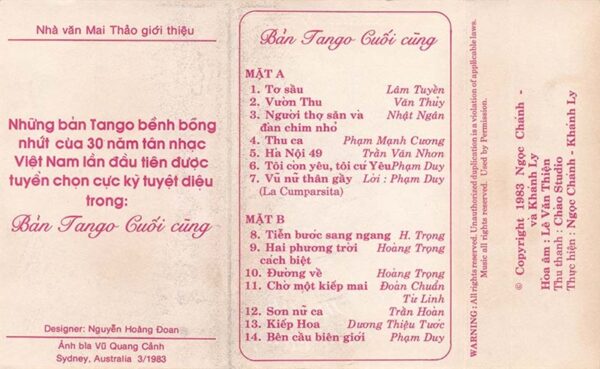 Nhà văn Mai Thảo giới thiệu
Những bản Tango bềnh bồng
nhứt của 30 năm tân nhạc
Việt Nam lần đầu tiên được
tuyển chọn cực kỳ tuyệt diệu
trong:
Bản Tango Cuối cùng
Designer: Nguyễn Hoàng Đoan
Ảnh bìa Vũ Quang Cảnh
Sydney, Australia 3/1983
Bản Tango Cuối cùng
MẶT A
1. Tơ sầu Lâm Tuyền
2. Vườn Thu Văn Thủy
3. Người thợ săn và Nhật Ngân
đàn chim nhỏ
4. Thu ca Phạm Mạnh Cương
5. Hà Nội 49 Trần Văn Nhơn
6. Tôi còn yêu, tôi cứ Yêu Phạm Duy
7. Vũ nữ thân gầy Lời : Phạm Duy
(La Cumparsita)
MẶT B
8. Tiễn bước sang ngang H. Trọng
9. Hai phương trời Hoàng Trọng
cách biệt
10. Đường về Hoàng Trọng
11. Chờ một kiếp mai Đoàn Chuẩn
Từ Linh
12. Sơn nữ ca Trần Hoàn
13. Kiếp Hoa Dương Thiệu Tước
14. Bên cầu biên giới Phạm Duy
WARNING : All rights reserved. Unauthorized duplication is a violation of applicable laws.
Music all rights reserved. Used by Permission.
© Copyright 1983 Ngọc Chánh -
và Khánh Ly
Hòa âm : Lê Văn Thiện
Thu thanh : Chao Studio
Thực hiện : Ngọc Chánh - Khánh Ly